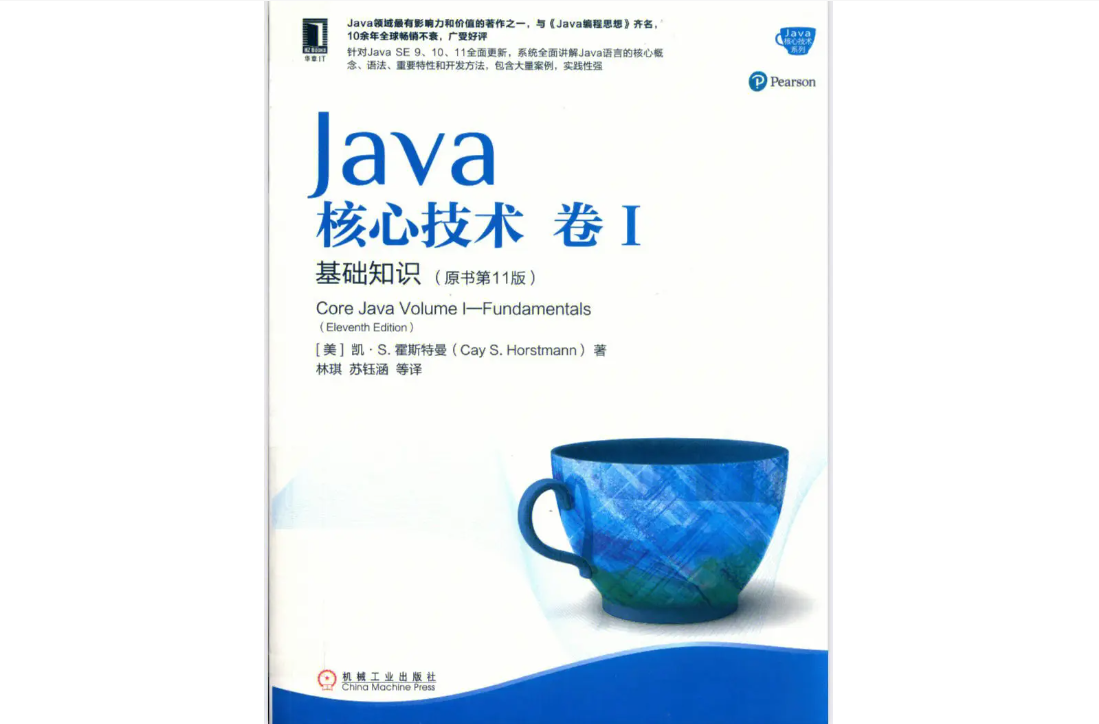 Java领域最有影响力和价值的著作之一，与《Java编程思想》齐名，
10余年全球畅销不衰，广受好评
针对Java SE 9、10、11全面更新，系统全面讲解Java语言的核心概
念、语法、重要特性和开发方法，包含大量案例，实践性强
HZ BOOKS
华章IT
Java
核心技术
系列
Pearson
Java
核心技术 卷 I
基础知识（原书第11版）
Core Java Volume I—Fundamentals
（Eleventh Edition）
［美］凯·S. 霍斯特曼（Cay S. Horstmann）著
林琪 苏钰涵 等译
机械工业出版社
China Machine Press